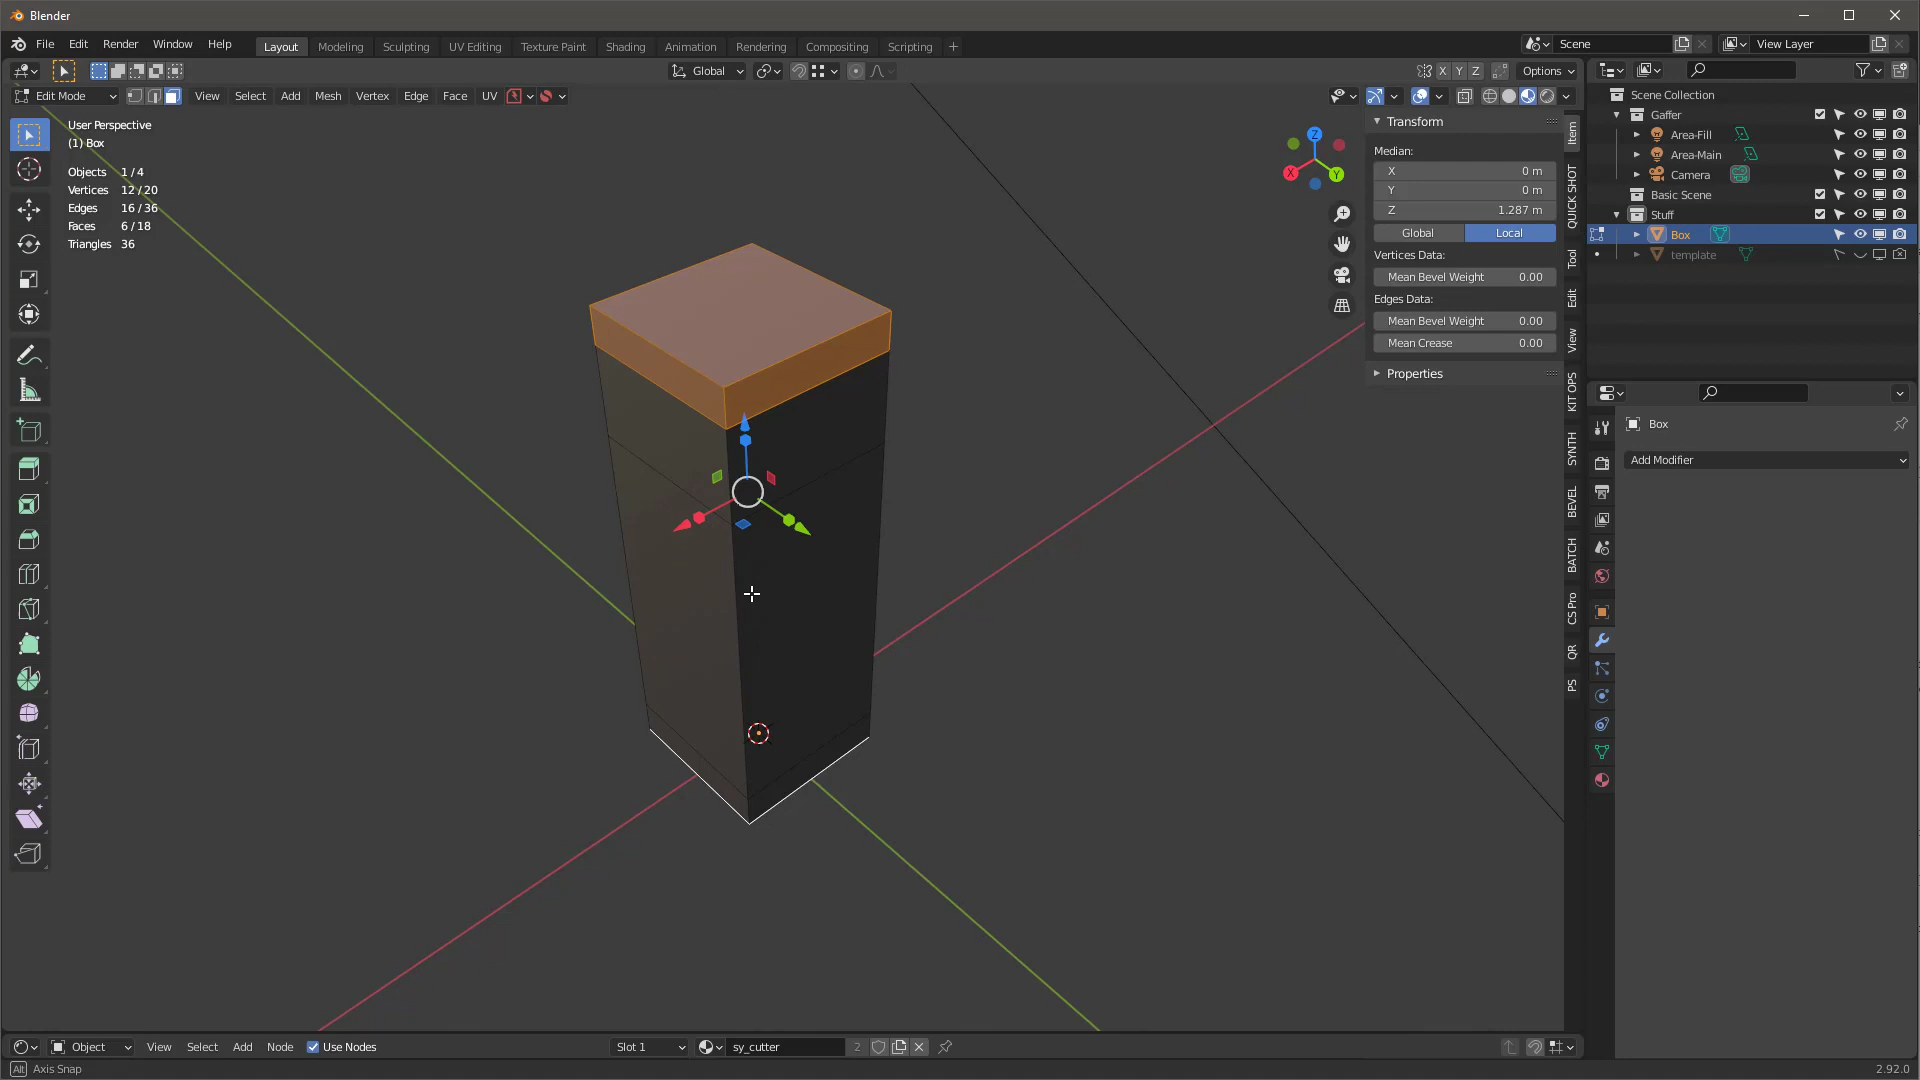 Blender
File Edit Render Window Help
Layout Modeling Sculpting UV Editing Texture Paint Shading Animation Rendering Compositing Scripting
Scene
View Layer
Global
X Y Z
Options
Edit Mode
View Select Add Mesh Vertex Edge Face UV
User Perspective
(1) Box
Objects 1 / 4
Vertices 12 / 20
Edges 16 / 36
Faces 6 / 18
Triangles 36
Z
X
Y
Transform
Median:
X 0 m
Y 0 m
Z 1.287 m
Global Local
Vertices Data:
Mean Bevel Weight 0.00
Edges Data:
Mean Bevel Weight 0.00
Mean Crease 0.00
Properties
Item
QUICK SHOT
Tool
Edit
View
KIT OPS
SYNTH
BEVEL
BATCH
CS Pro
QR
PS
Scene Collection
Gaffer
Area-Fill
Area-Main
Camera
Basic Scene
Stuff
Box
template
Box
Add Modifier
Object
View Select Add Node
Use Nodes
Slot 1
sy_cutter
2
Alt Axis Snap
2.92.0